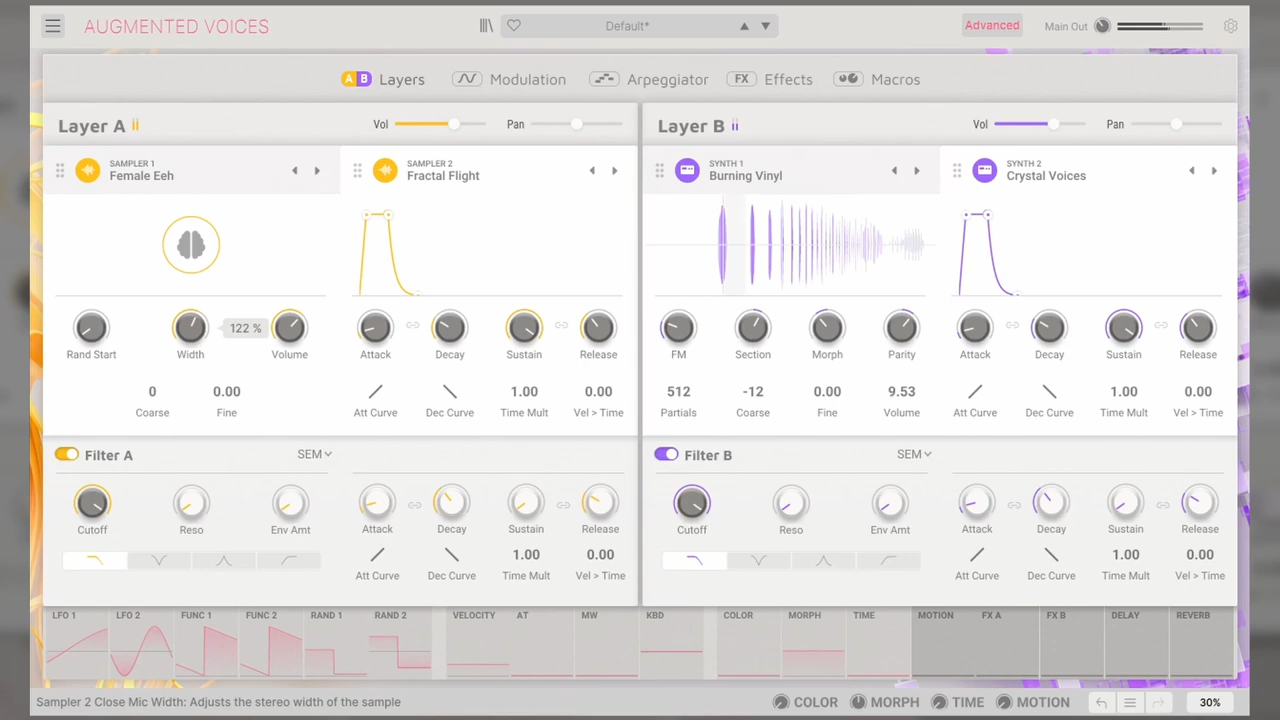 AUGMENTED VOICES
Default*
Advanced
Main Out
A B Layers
Modulation
Arpeggiator
FX Effects
Macros
Layer A
Vol
Pan
Layer B
Vol
Pan
SAMPLER 1
Female Eeh
SAMPLER 2
Fractal Flight
SYNTH 1
Burning Vinyl
SYNTH 2
Crystal Voices
122 %
Rand Start Width Volume Attack Decay Sustain Release FM Section Morph Parity Attack Decay Sustain Release
0 0.00 1.00 0.00 512 -12 0.00 9.53 1.00 0.00
Coarse Fine Att Curve Dec Curve Time Mult Vel > Time Partials Coarse Fine Volume Att Curve Dec Curve Time Mult Vel > Time
Filter A SEM Filter B SEM
Cutoff Reso Env Amt Attack Decay Sustain Release Cutoff Reso Env Amt Attack Decay Sustain Release
1.00 0.00 1.00 0.00
Att Curve Dec Curve Time Mult Vel > Time Att Curve Dec Curve Time Mult Vel > Time
LFO 1 LFO 2 FUNC 1 FUNC 2 RAND 1 RAND 2 VELOCITY AT MW KBD COLOR MORPH TIME MOTION FX A FX B DELAY REVERB
Sampler 2 Close Mic Width: Adjusts the stereo width of the sample
COLOR MORPH TIME MOTION 30%